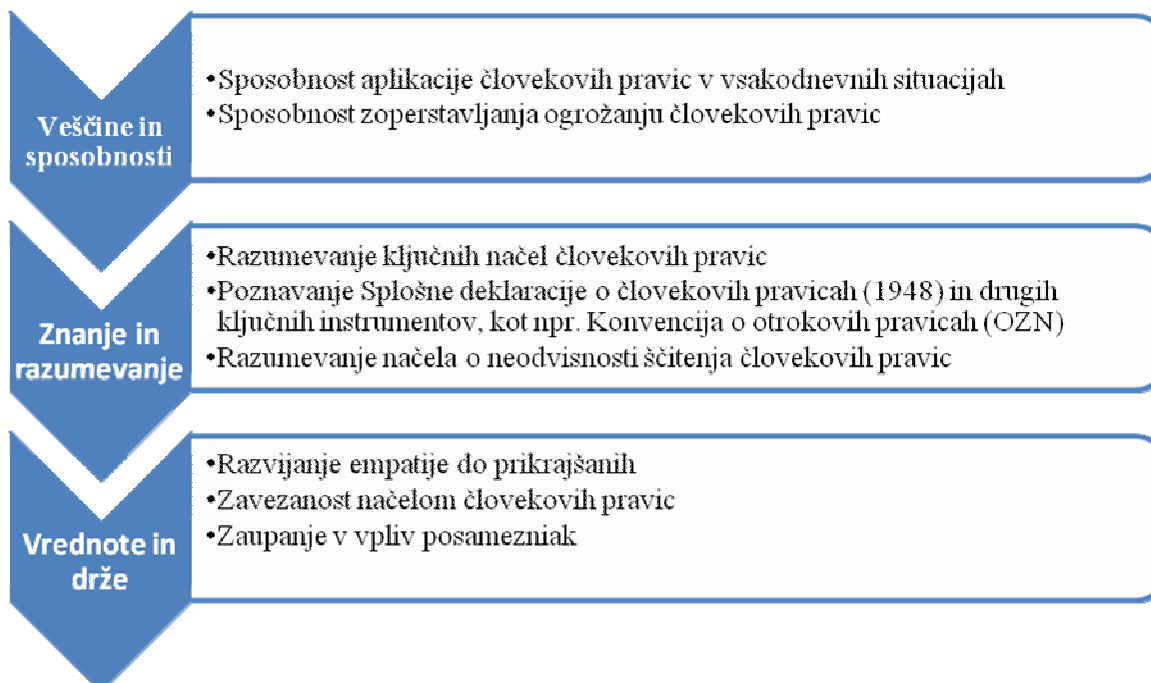 Veščine in
sposobnosti
•Sposobnost aplikacije človekovih pravic v vsakodnevnih situacijah
•Sposobnost zoperstavljanja ogrožanju človekovih pravic
Znanje in
razumevanje
•Razumevanje ključnih načel človekovih pravic
•Poznavanje Splošne deklaracije o človekovih pravicah (1948) in drugih
ključnih instrumentov, kot npr. Konvencija o otrokovih pravicah (OZN)
•Razumevanje načela o neodvisnosti ščitenja človekovih pravic
Vrednote in
drže
•Razvijanje empatije do prikrajšanih
•Zavezanost načelom človekovih pravic
•Zaupanje v vpliv posamezniak